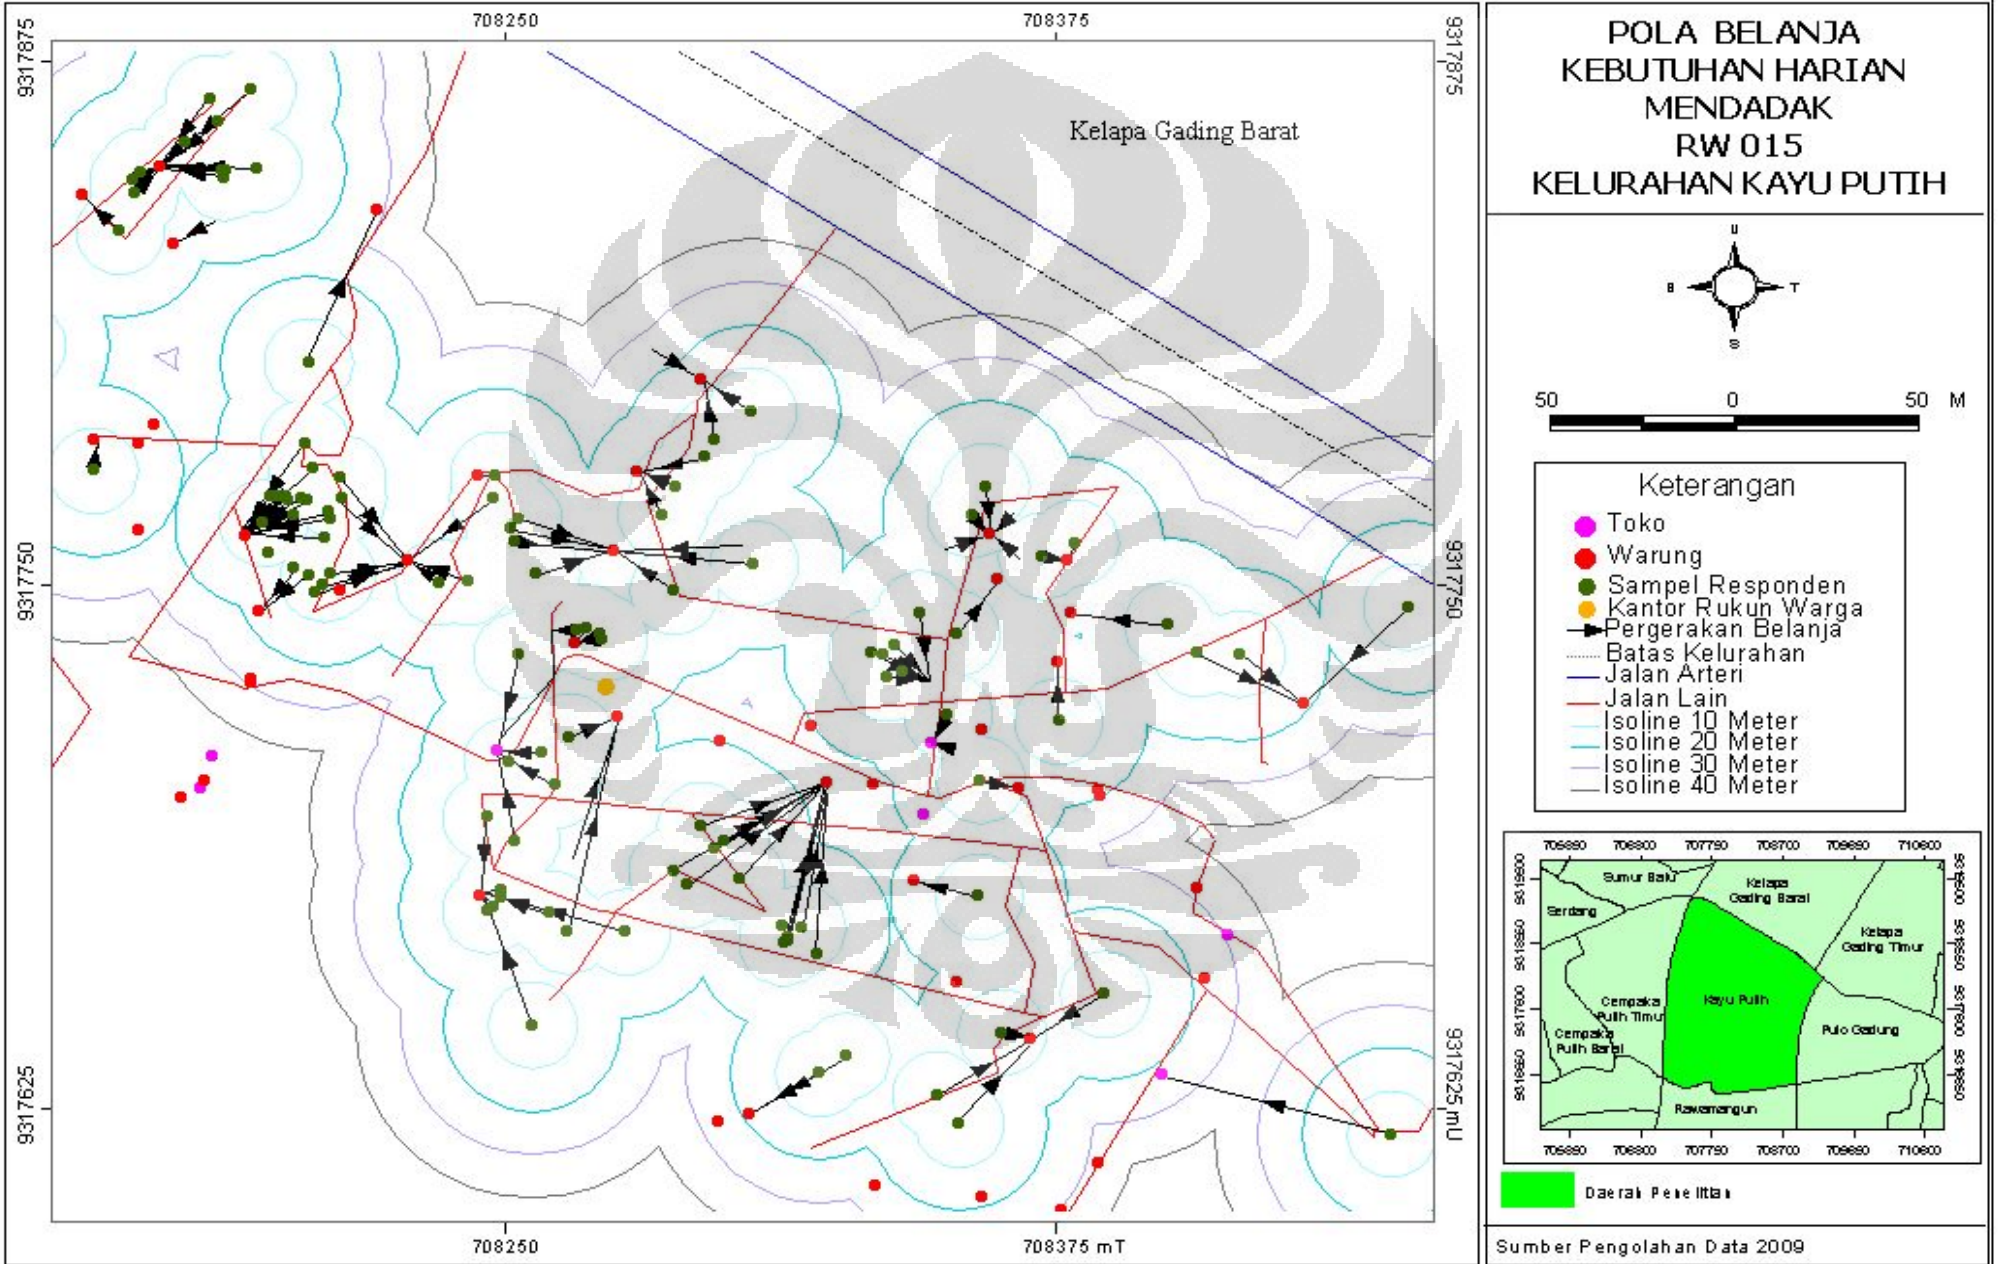 708250
708375
9317875
9317875
Kelapa Gading Barat
9317750
9317750
9317625
9317625 mU
708250
708375 mT
POLA BELANJA
KEBUTUHAN HARIAN
MENDADAK
RW 015
KELURAHAN KAYU PUTIH
U
B
T
S
50 0 50 M
Keterangan
Toko
Warung
Sampel Responden
Kantor Rukun Warga
Pergerakan Belanja
Batas Kelurahan
Jalan Arteri
Jalan Lain
Isoline 10 Meter
Isoline 20 Meter
Isoline 30 Meter
Isoline 40 Meter
Kelapa
Gading Barat
Serdang
Kelapa
Gading Timur
Cempaka
Putih Timur
Kayu Putih
Cempaka
Putih Barat
Pulo Gadung
Rawamangun
Daerah Penelitian
Sumber Pengolahan Data 2009